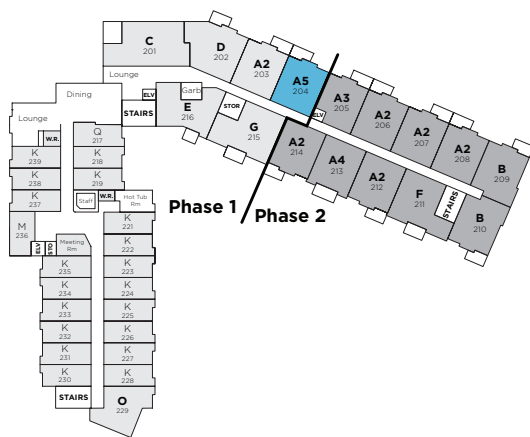 C
201
D
202
A2
203
A5
204
A3
205
A2
206
A2
207
A2
208
B
209
B
210
STAIRS
F
211
A2
212
A4
213
A2
214
ELV
G
215
STOR
E
216
Garb
ELV
STAIRS
Lounge
Dining
Lounge
W.R.
Q
217
K
218
K
219
K
239
K
238
K
237
M
236
Staff
W.R.
Hot Tub
Rm
Phase 1
Phase 2
ELV
STO
Meeting
Rm
K
221
K
222
K
223
K
224
K
225
K
226
K
227
K
228
O
229
K
235
K
234
K
233
K
232
K
231
K
230
STAIRS